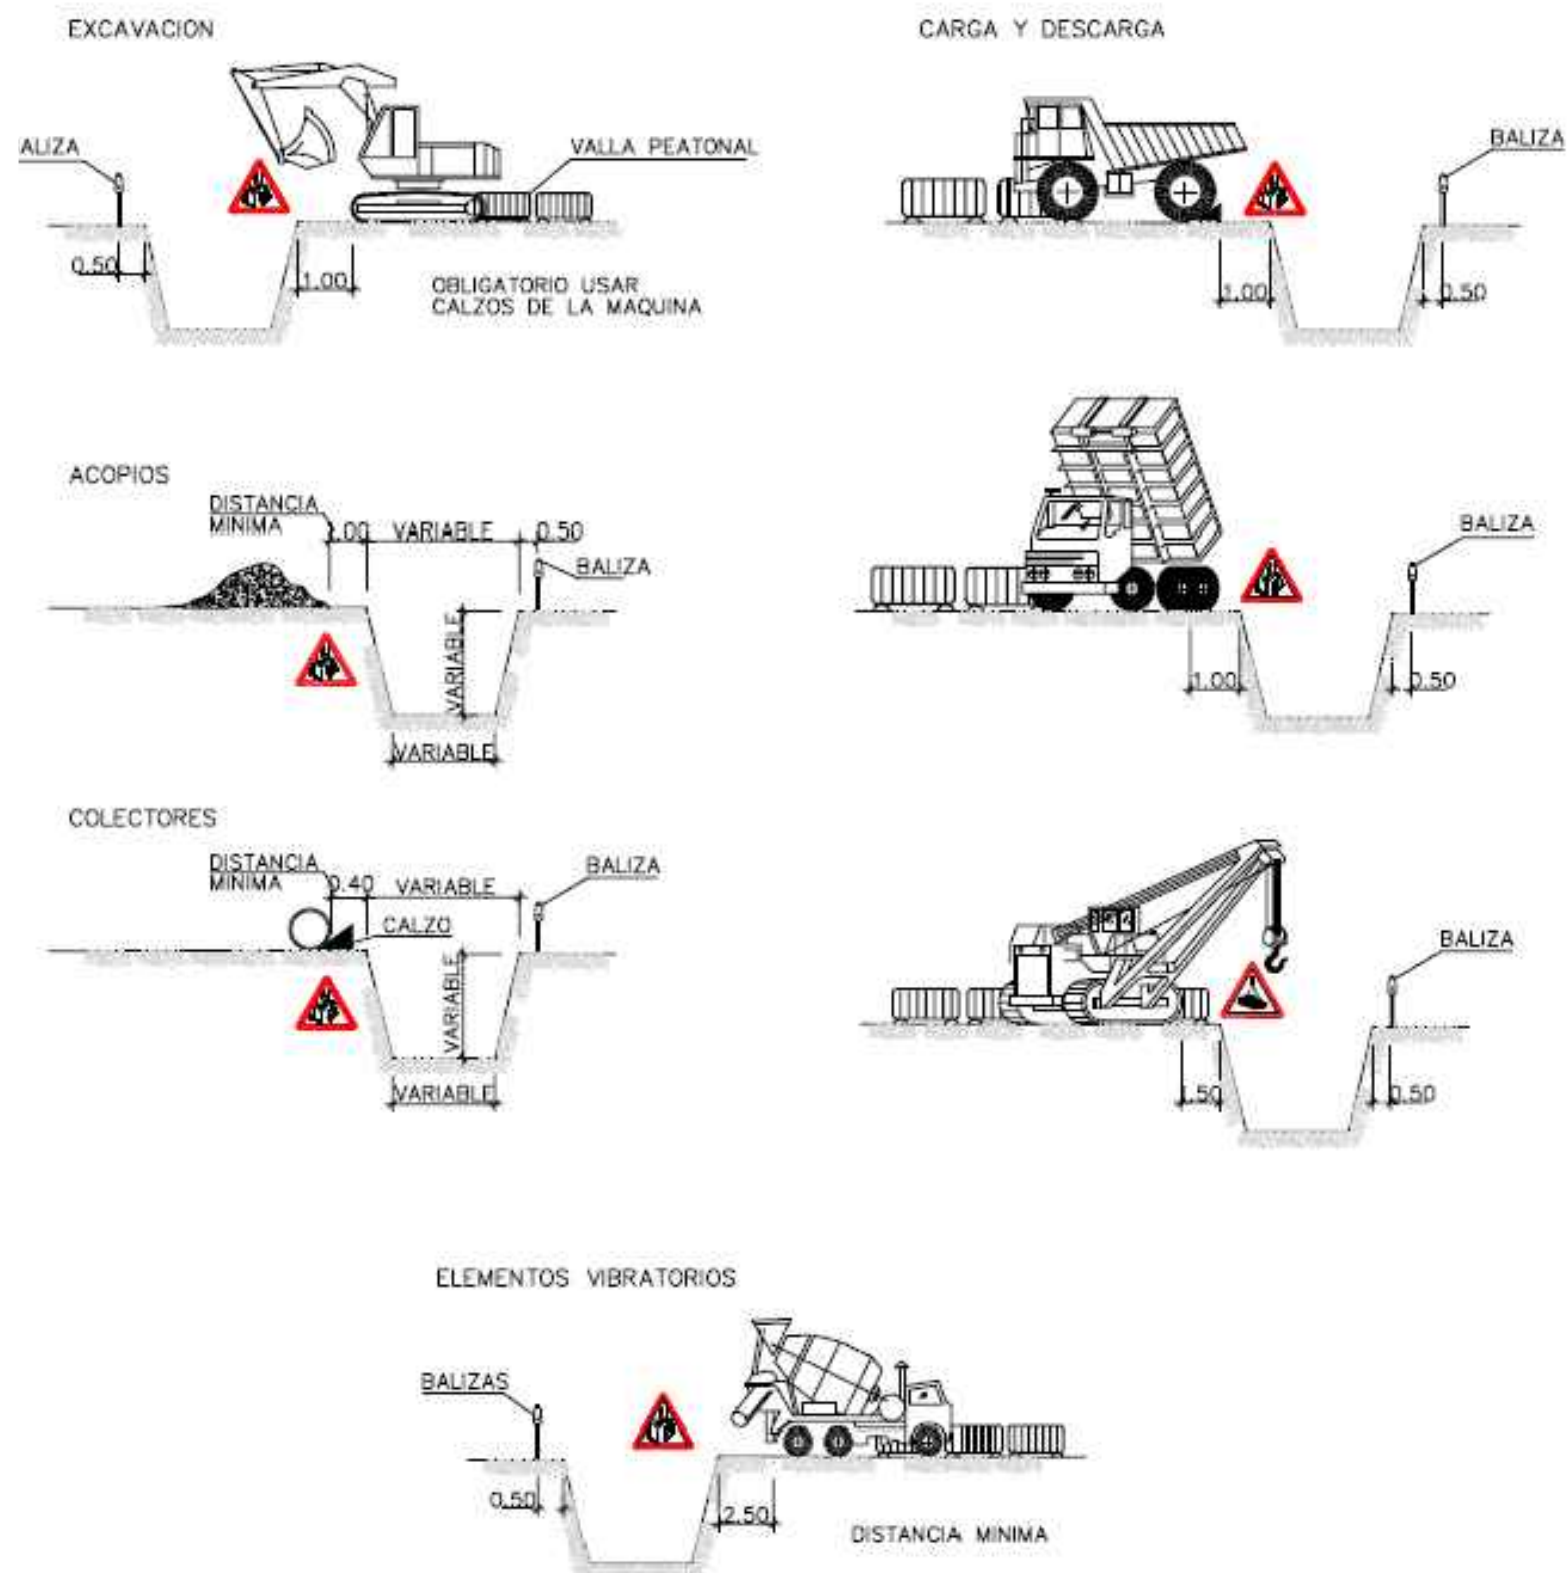 EXCAVACION
ALIZA
VALLA PEATONAL
0.50
1.00
OBLIGATORIO USAR
CALZOS DE LA MAQUINA
CARGA Y DESCARGA
BALIZA
1.00
0.50
ACOPIOS
DISTANCIA
MINIMA
1.00
VARIABLE
0.50
BALIZA
VARIABLE
VARIABLE
BALIZA
1.00
0.50
COLECTORES
DISTANCIA
MINIMA
0.40
VARIABLE
BALIZA
CALZO
VARIABLE
VARIABLE
BALIZA
1.50
0.50
ELEMENTOS VIBRATORIOS
BALIZAS
0.50
2.50
DISTANCIA MINIMA